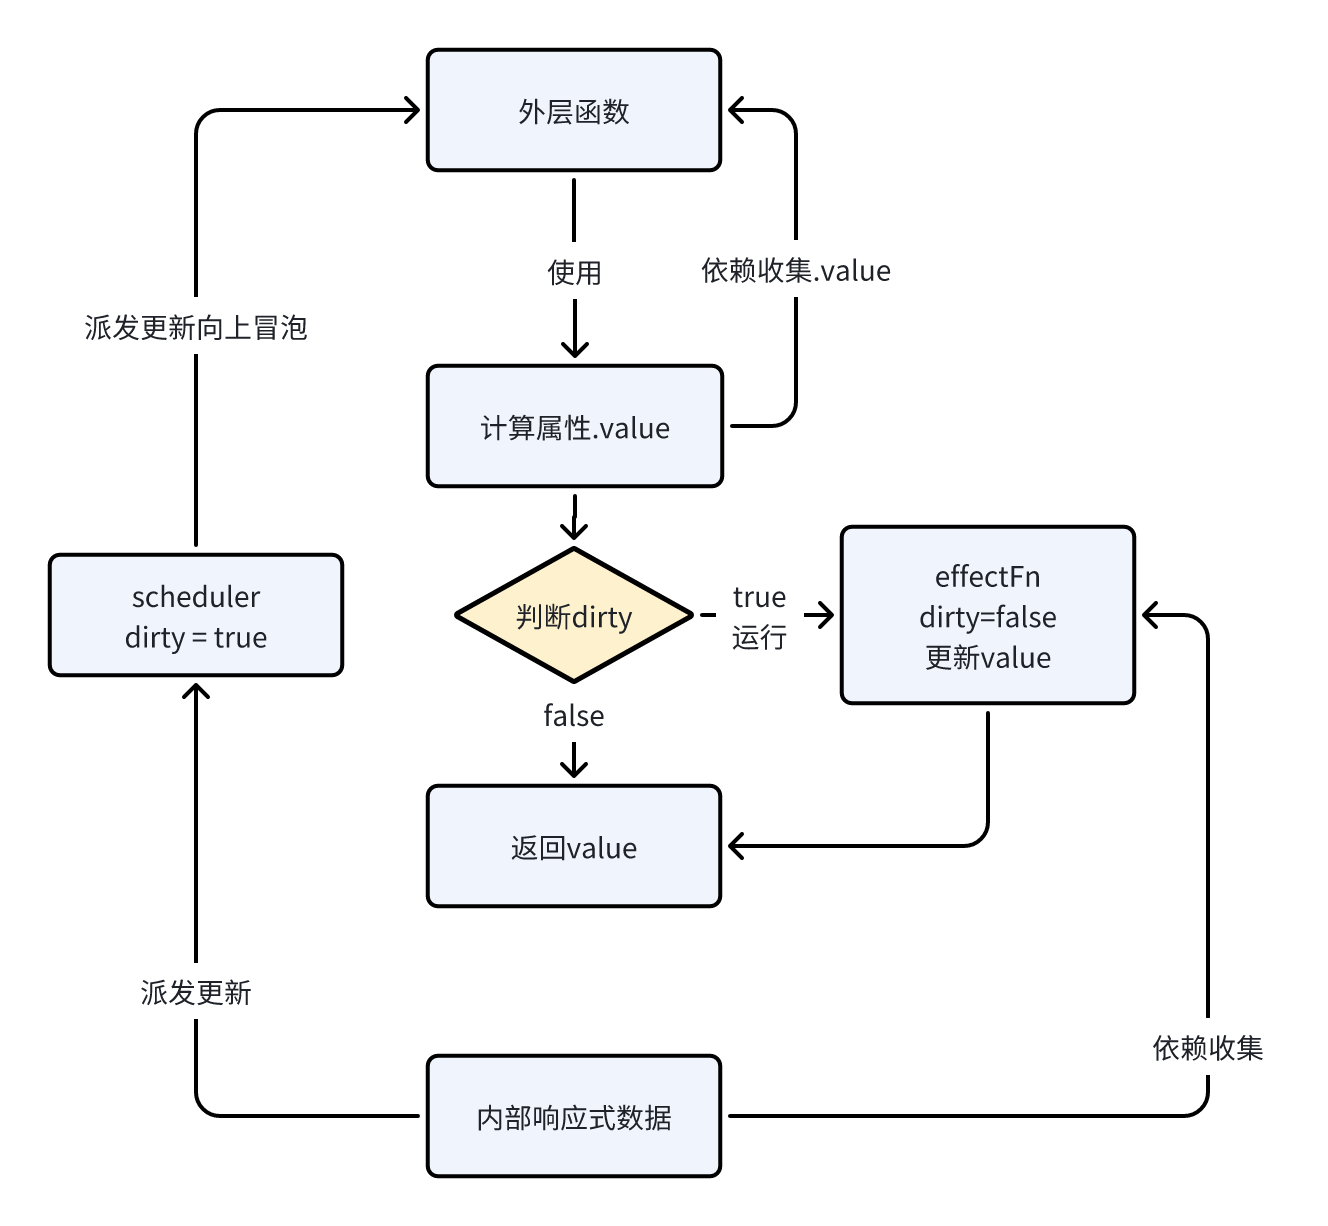 外层函数
使用
依赖收集.value
派发更新向上冒泡
计算属性.value
scheduler
dirty = true
判断dirty
true
运行
effectFn
dirty=false
更新value
false
返回value
派发更新
依赖收集
内部响应式数据